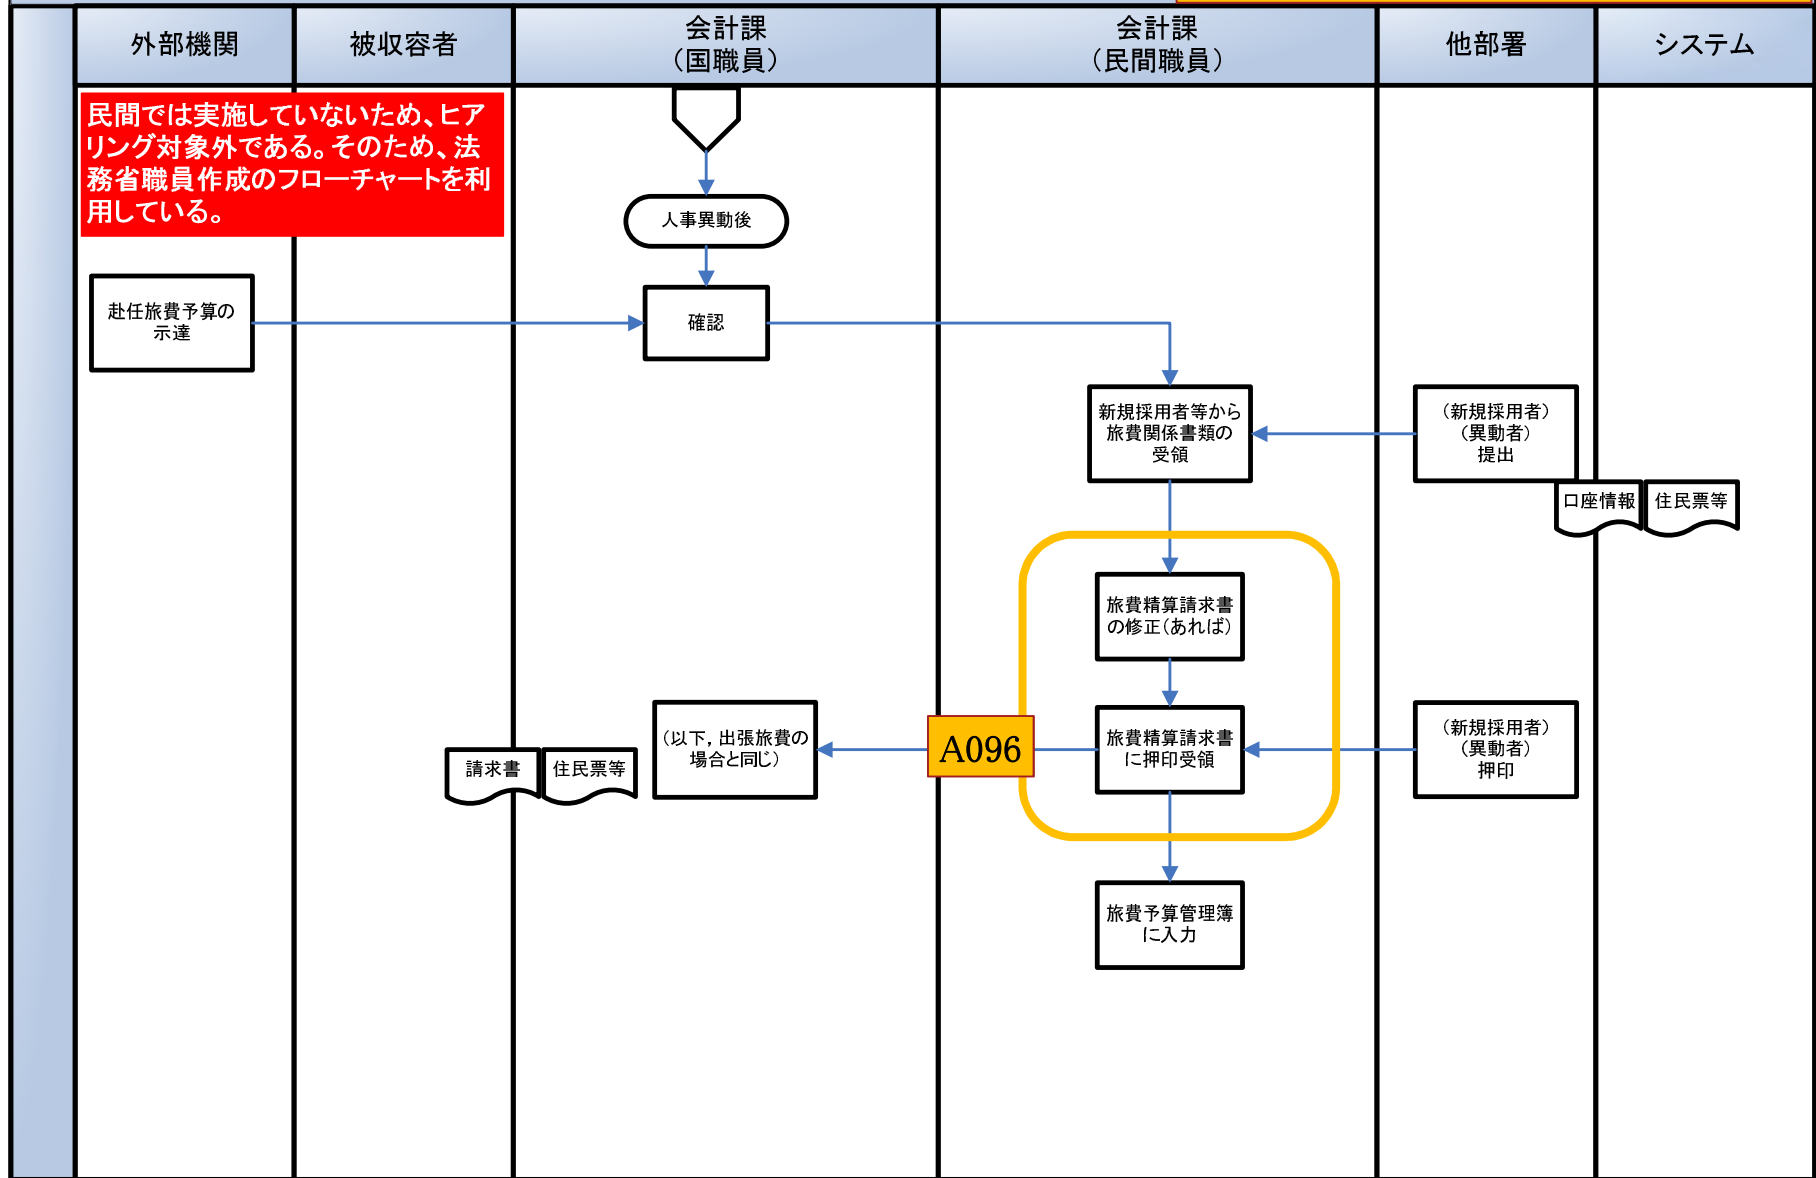 外部機関
被収容者
会計課
（国職員）
会計課
（民間職員）
他部署
システム
民間では実施していないため、ヒア
リング対象外である。そのため、法
務省職員作成のフローチャートを利
用している。
人事異動後
赴任旅費予算の
示達
確認
新規採用者等から
旅費関係書類の
受領
（新規採用者）
（異動者）
提出
口座情報
住民票等
旅費精算請求書
の修正（あれば）
請求書
住民票等
（以下，出張旅費の
場合と同じ）
A096
旅費精算請求書
に押印受領
（新規採用者）
（異動者）
押印
旅費予算管理簿
に入力